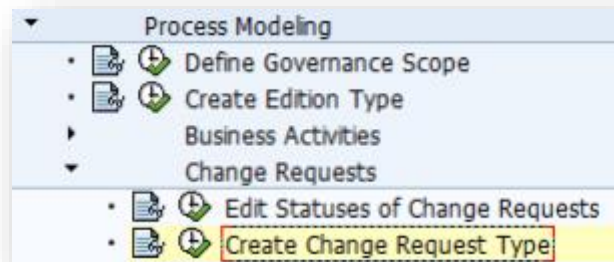 Process Modeling
Define Governance Scope
Create Edition Type
Business Activities
Change Requests
Edit Statuses of Change Requests
Create Change Request Type